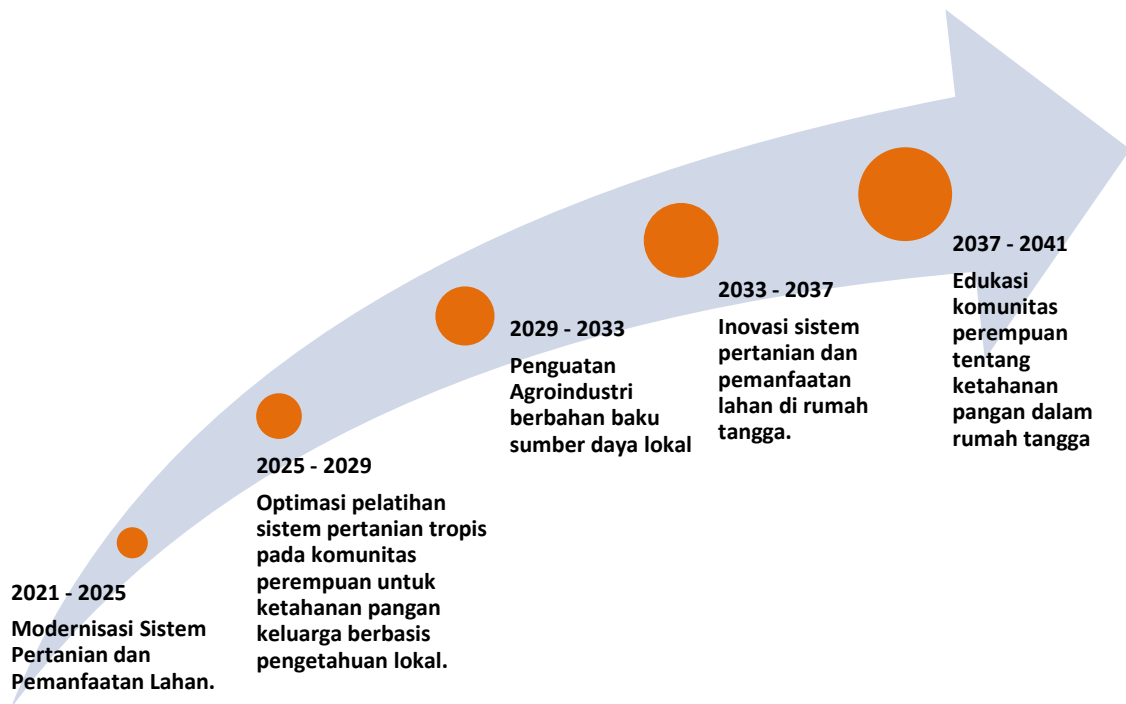 2021 - 2025
Modernisasi Sistem
Pertanian dan
Pemanfaatan Lahan.
2025 - 2029
Optimasi pelatihan
sistem pertanian tropis
pada komunitas
perempuan untuk
ketahanan pangan
keluarga berbasis
pengetahuan lokal.
2029 - 2033
Penguatan
Agroindustri
berbahan baku
sumber daya lokal
2033 - 2037
Inovasi sistem
pertanian dan
pemanfaatan
lahan di rumah
tangga.
2037 - 2041
Edukasi
komunitas
perempuan
tentang
ketahanan
pangan dalam
rumah tangga